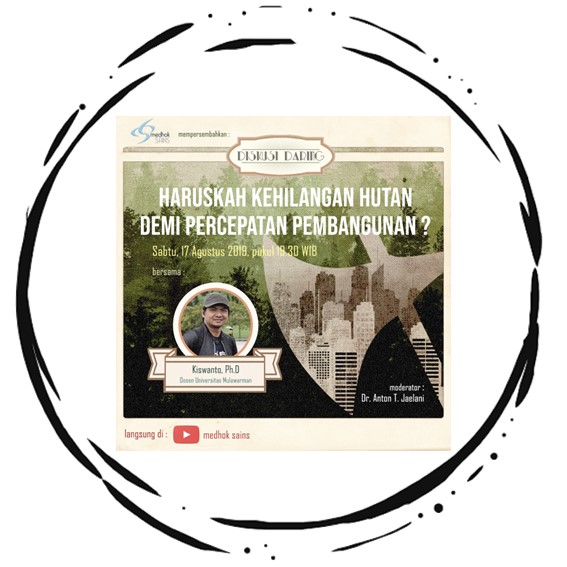 medhok
SAINS
mempersembahkan :
DISKUSI DARING
HARUSKAH KEHILANGAN HUTAN
DEMI PERCEPATAN PEMBANGUNAN ?
Sabtu, 17 Agustus 2019, pukul 19.30 WIB
bersama :
Kiswanto, Ph.D
Dosen Universitas Mulawarman
moderator :
Dr. Anton T. Jaelani
langsung di : medhok sains